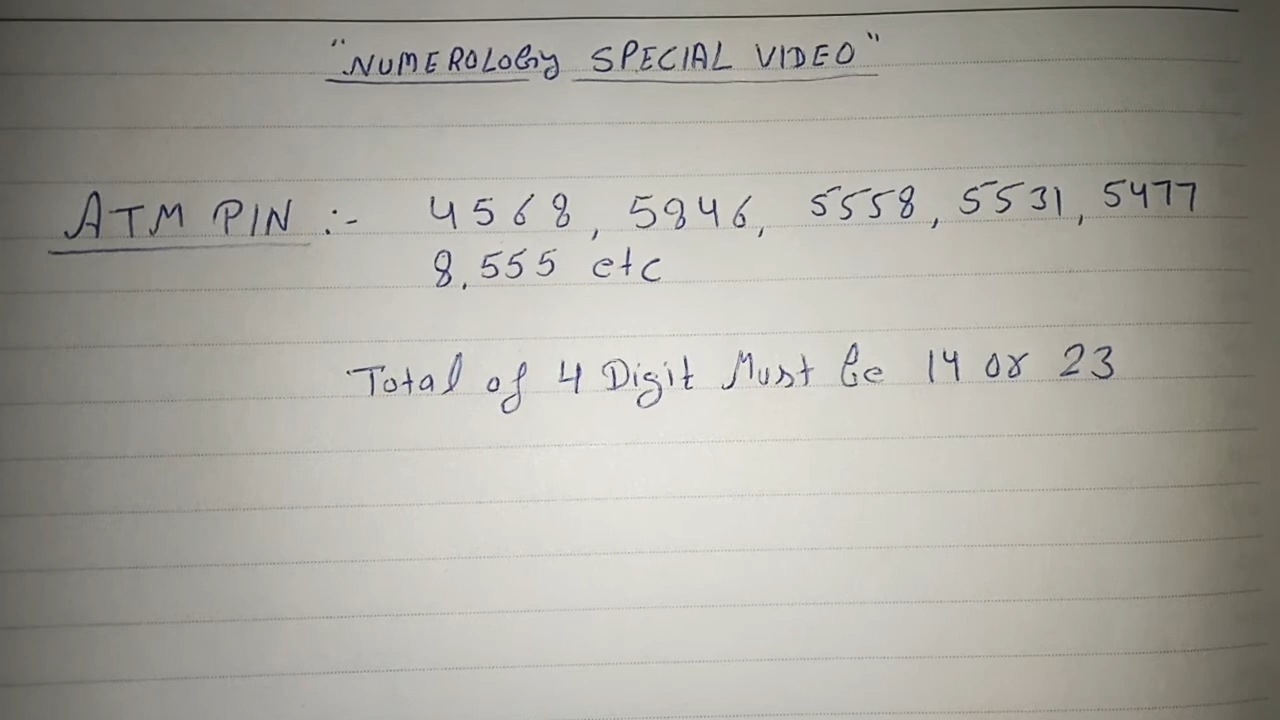 "NUMEROLOGY SPECIAL VIDEO"
ATM PIN :- 4568, 5846, 5558, 5531, 5477
8.555 etc
Total of 4 Digit Must be 14 or 23